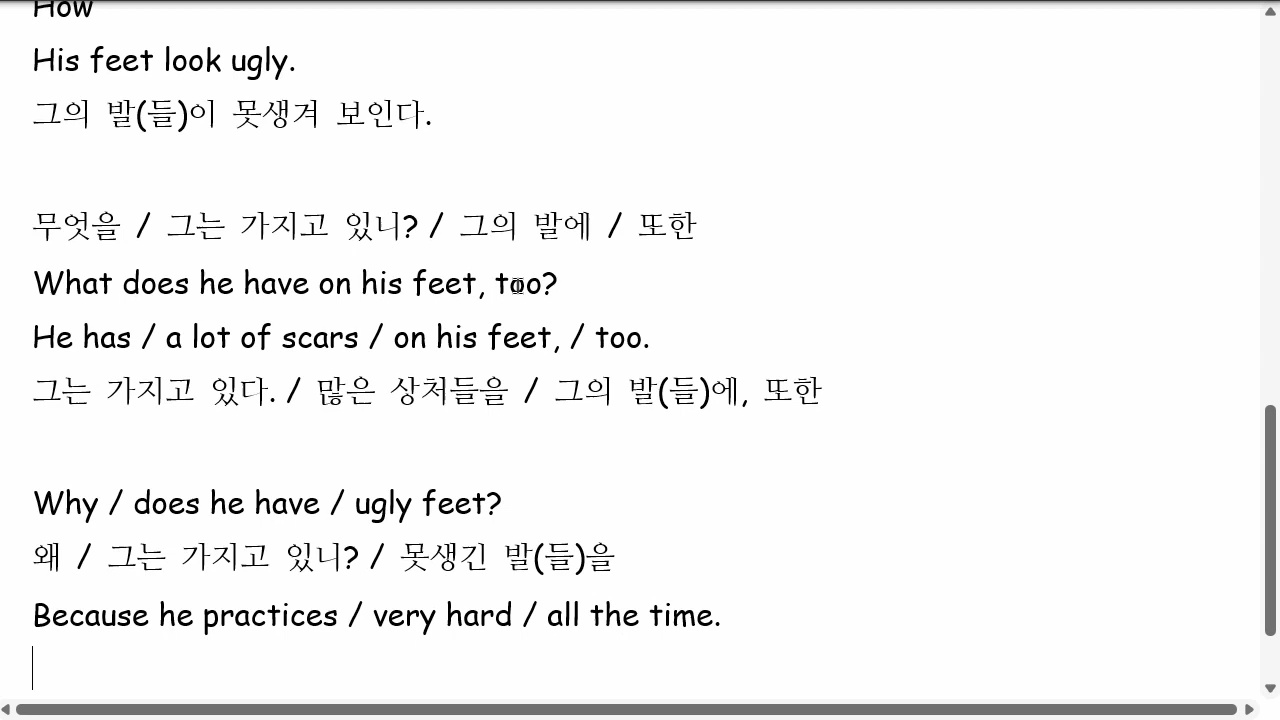 How
His feet look ugly.
그의 발(들)이 못생겨 보인다.
무엇을 / 그는 가지고 있니? / 그의 발에 / 또한
What does he have on his feet, too?
He has / a lot of scars / on his feet, / too.
그는 가지고 있다. / 많은 상처들을 / 그의 발(들)에, 또한
Why / does he have / ugly feet?
왜 / 그는 가지고 있니? / 못생긴 발(들)을
Because he practices / very hard / all the time.